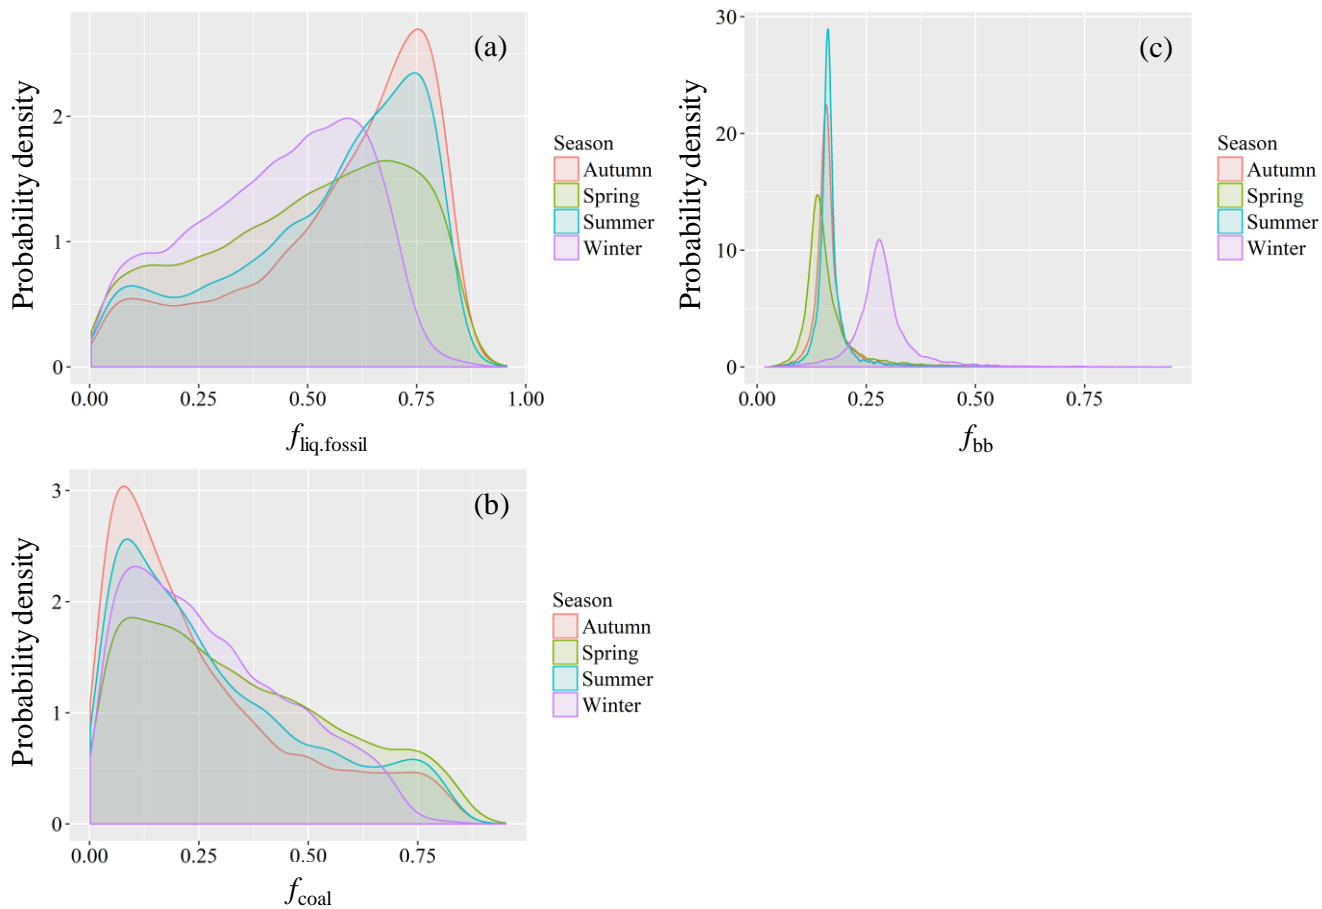 (a)
Probability density
2
1
0
0.00 0.25 0.50 0.75 1.00
f liq.fossil
Season
Autumn
Spring
Summer
Winter
(c)
Probability density
30
20
10
0
0.00 0.25 0.50 0.75
f bb
Season
Autumn
Spring
Summer
Winter
(b)
Probability density
3
2
1
0
0.00 0.25 0.50 0.75
f coal
Season
Autumn
Spring
Summer
Winter